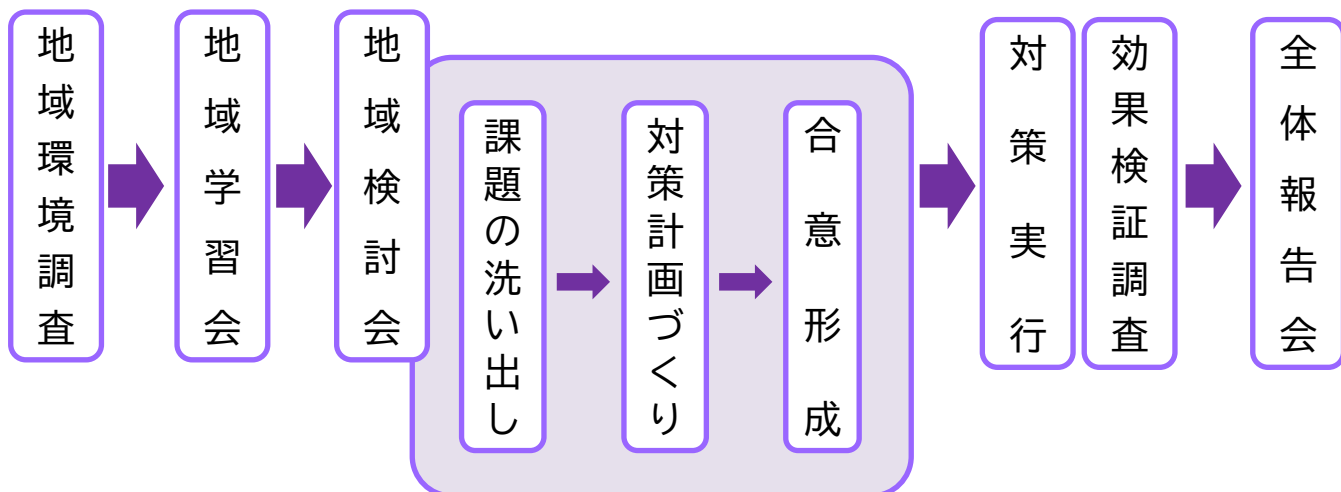 地域環境調査
地域学習会
地域検討会
課題の洗い出し
対策計画づくり
合意形成
対策実行
効果検証調査
全体報告会